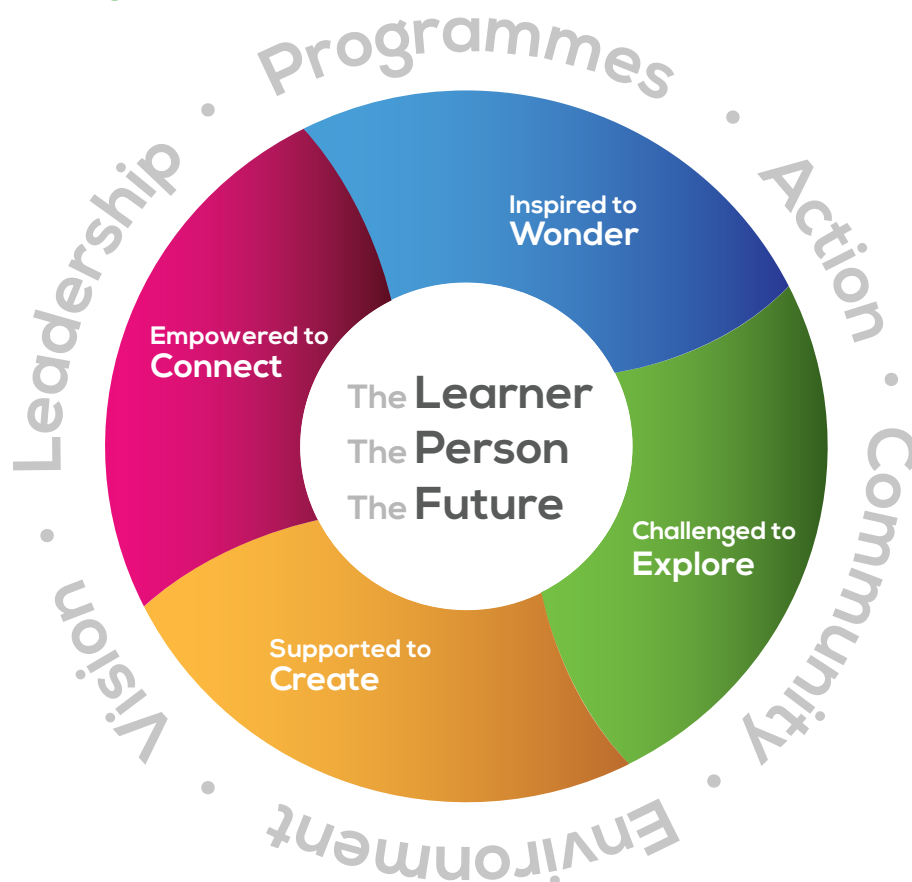 Programmes
•
Action
•
Community
•
Environment
•
Vision
•
Leadership
•
Inspired to
Wonder
Challenged to
Explore
Supported to
Create
Empowered to
Connect
The Learner
The Person
The Future